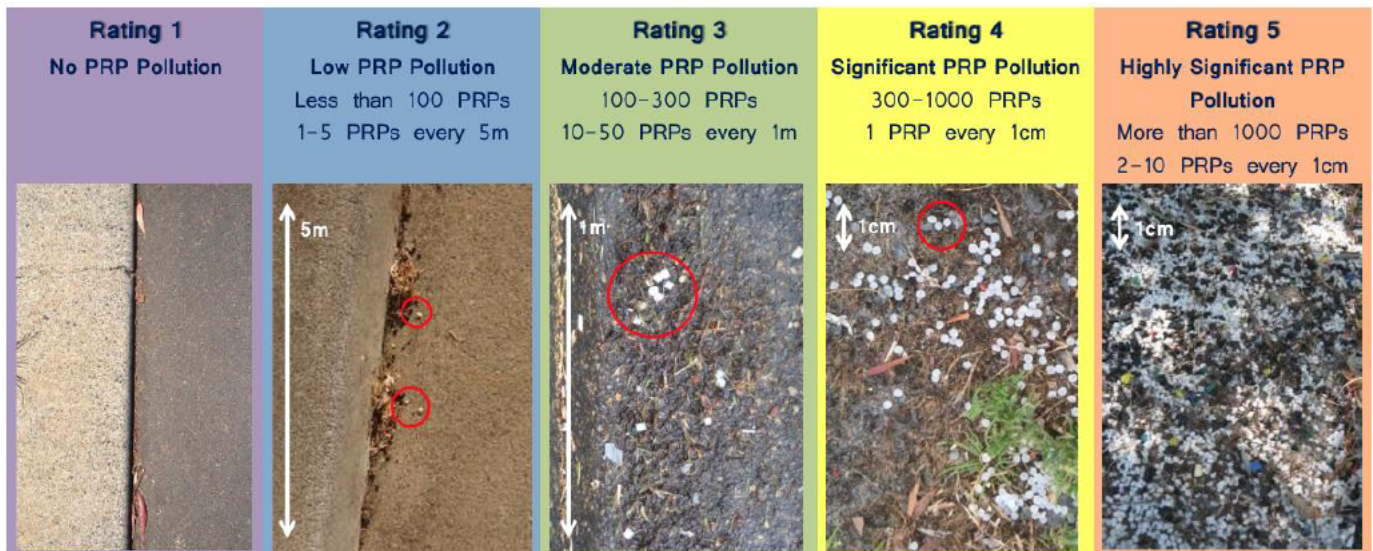 Rating 1
No PRP Pollution
Rating 2
Low PRP Pollution
Less than 100 PRPs
1-5 PRPs every 5m
Rating 3
Moderate PRP Pollution
100-300 PRPs
10-50 PRPs every 1m
Rating 4
Significant PRP Pollution
300-1000 PRPs
1 PRP every 1cm
Rating 5
Highly Significant PRP
Pollution
More than 1000 PRPs
2-10 PRPs every 1cm
5m
1m
1cm
1cm